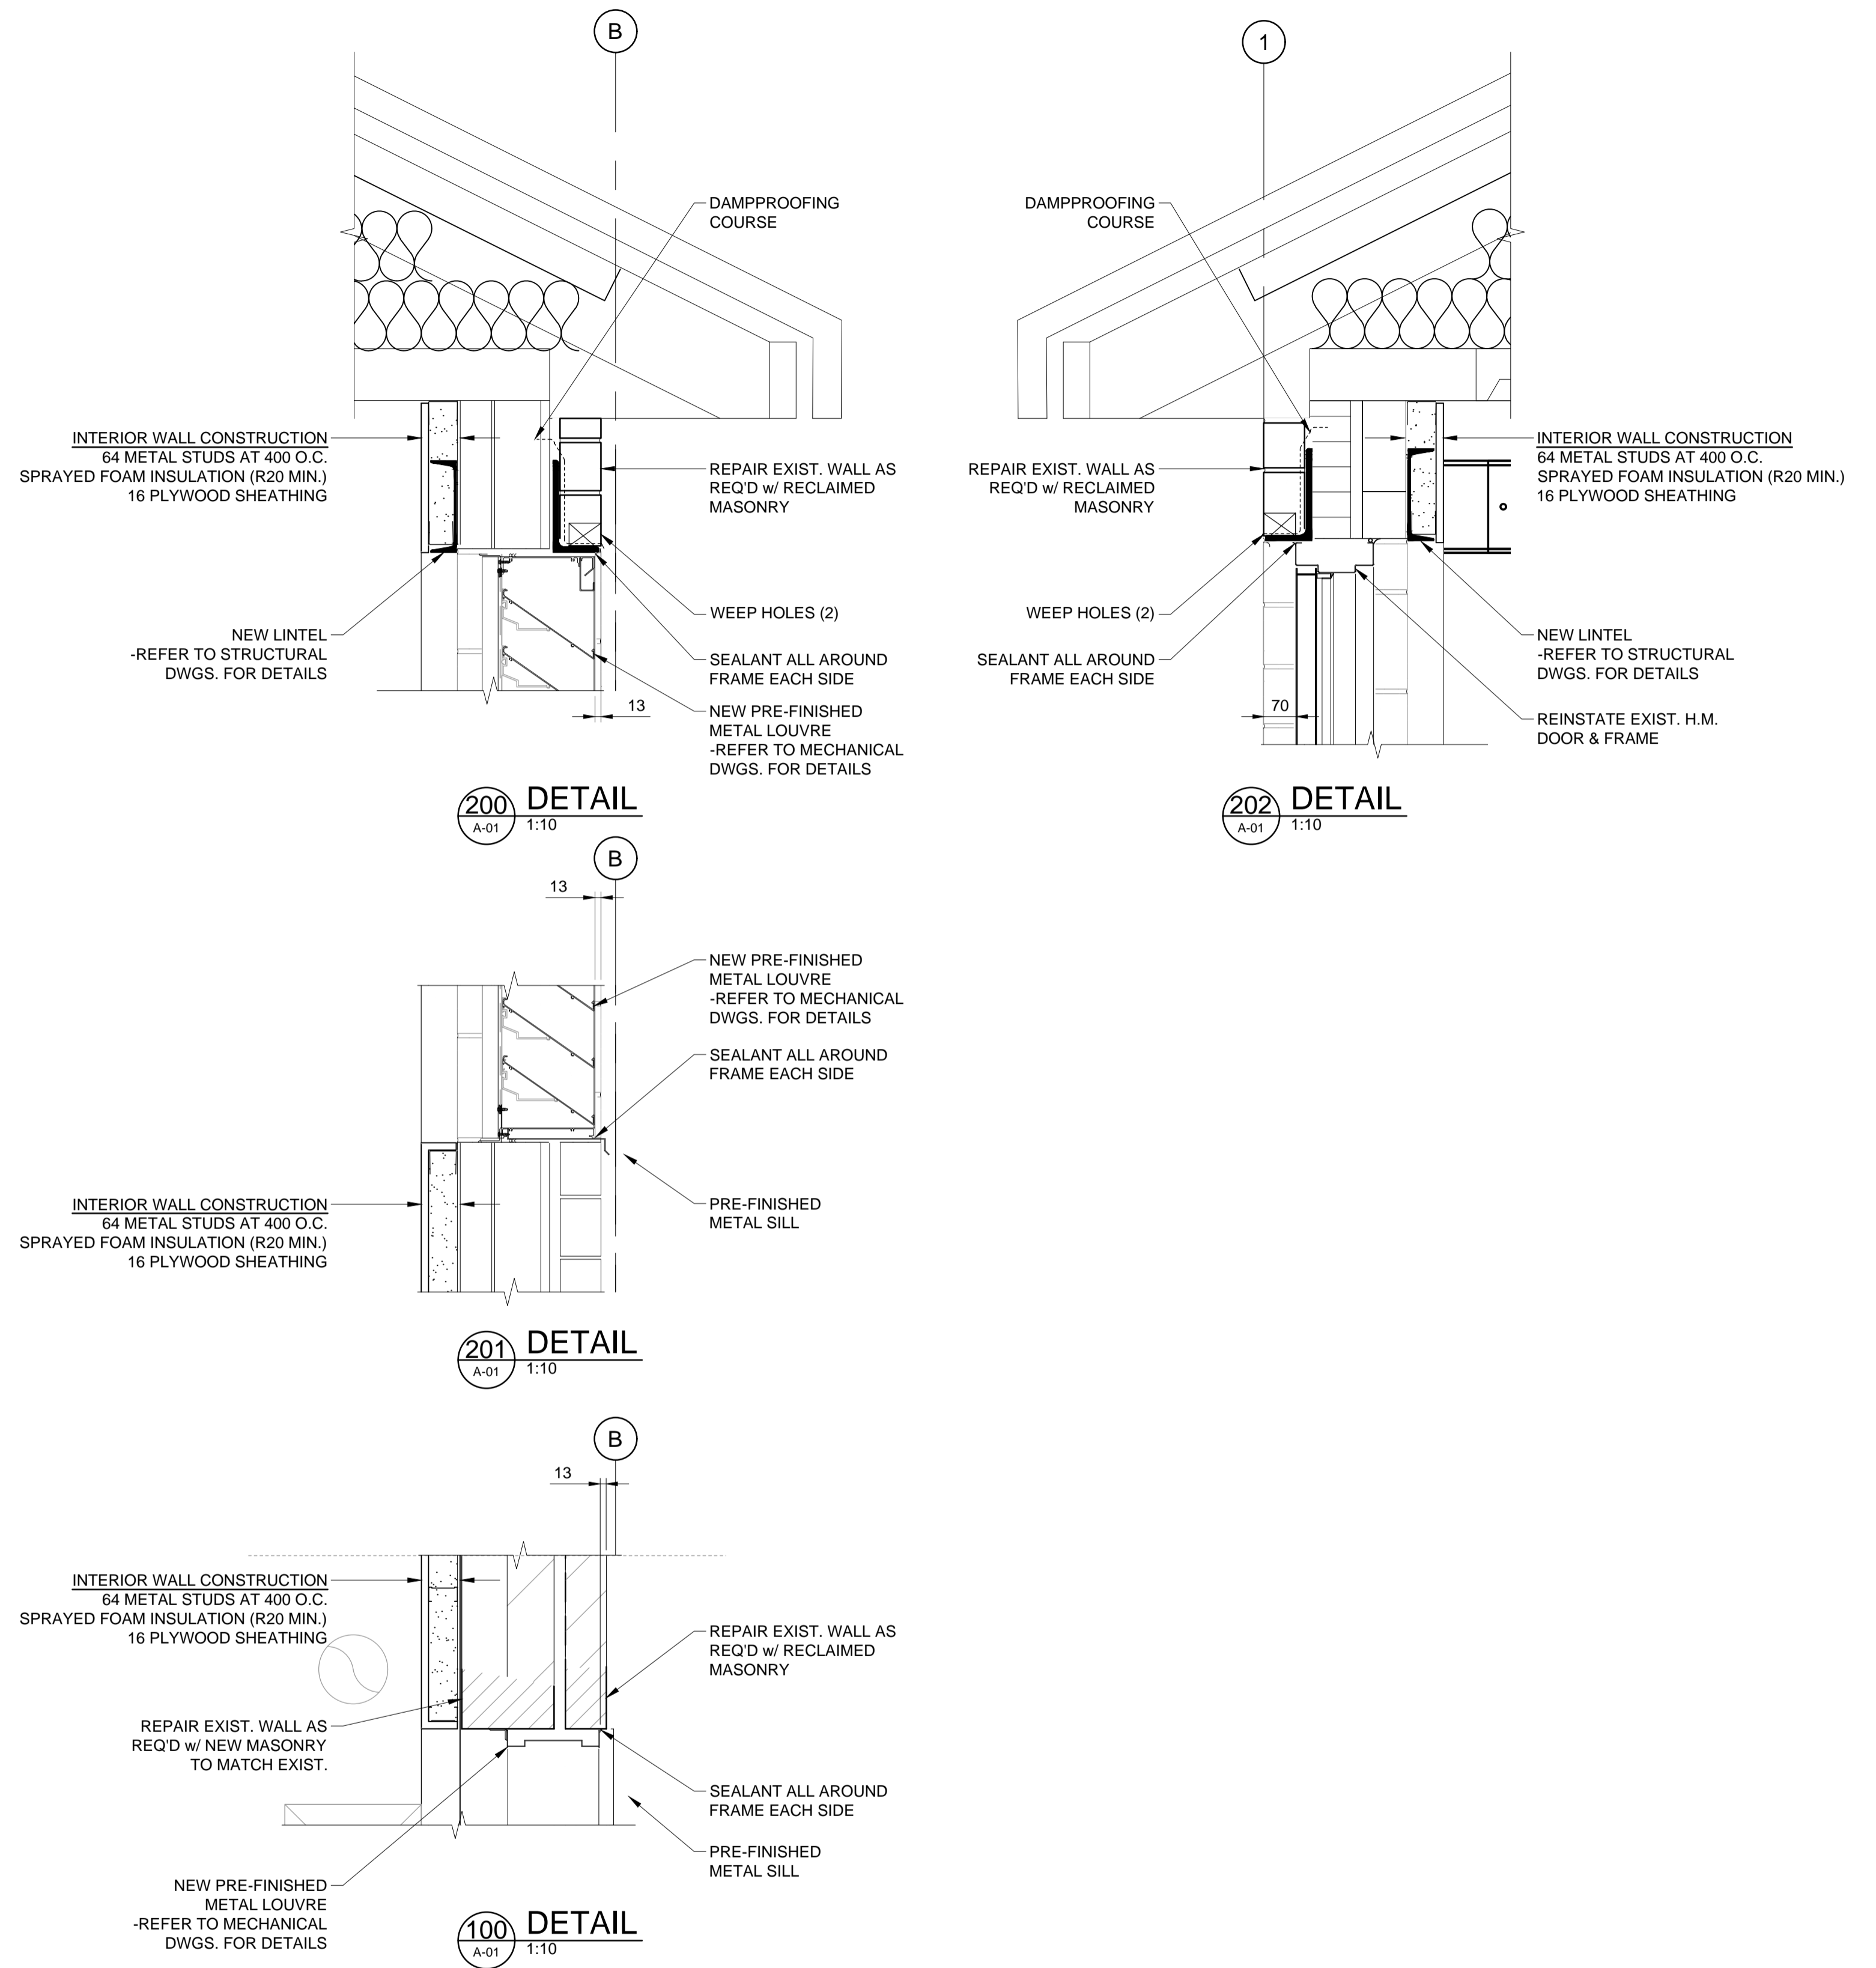 B
DAMPPROOFING
COURSE
INTERIOR WALL CONSTRUCTION
64 METAL STUDS AT 400 O.C.
SPRAYED FOAM INSULATION (R20 MIN.)
16 PLYWOOD SHEATHING
REPAIR EXIST. WALL AS
REQ'D w/ RECLAIMED
MASONRY
WEEP HOLES (2)
NEW LINTEL
-REFER TO STRUCTURAL
DWGS. FOR DETAILS
SEALANT ALL AROUND
FRAME EACH SIDE
13
NEW PRE-FINISHED
METAL LOUVRE
-REFER TO MECHANICAL
DWGS. FOR DETAILS
200
A-01
DETAIL
1:10
1
DAMPPROOFING
COURSE
REPAIR EXIST. WALL AS
REQ'D w/ RECLAIMED
MASONRY
INTERIOR WALL CONSTRUCTION
64 METAL STUDS AT 400 O.C.
SPRAYED FOAM INSULATION (R20 MIN.)
16 PLYWOOD SHEATHING
WEEP HOLES (2)
SEALANT ALL AROUND
FRAME EACH SIDE
NEW LINTEL
-REFER TO STRUCTURAL
DWGS. FOR DETAILS
70
REINSTATE EXIST. H.M.
DOOR & FRAME
202
A-01
DETAIL
1:10
B
13
NEW PRE-FINISHED
METAL LOUVRE
-REFER TO MECHANICAL
DWGS. FOR DETAILS
SEALANT ALL AROUND
FRAME EACH SIDE
INTERIOR WALL CONSTRUCTION
64 METAL STUDS AT 400 O.C.
SPRAYED FOAM INSULATION (R20 MIN.)
16 PLYWOOD SHEATHING
PRE-FINISHED
METAL SILL
201
A-01
DETAIL
1:10
B
13
INTERIOR WALL CONSTRUCTION
64 METAL STUDS AT 400 O.C.
SPRAYED FOAM INSULATION (R20 MIN.)
16 PLYWOOD SHEATHING
REPAIR EXIST. WALL AS
REQ'D w/ RECLAIMED
MASONRY
REPAIR EXIST. WALL AS
REQ'D w/ NEW MASONRY
TO MATCH EXIST.
SEALANT ALL AROUND
FRAME EACH SIDE
PRE-FINISHED
METAL SILL
NEW PRE-FINISHED
METAL LOUVRE
-REFER TO MECHANICAL
DWGS. FOR DETAILS
100
A-01
DETAIL
1:10